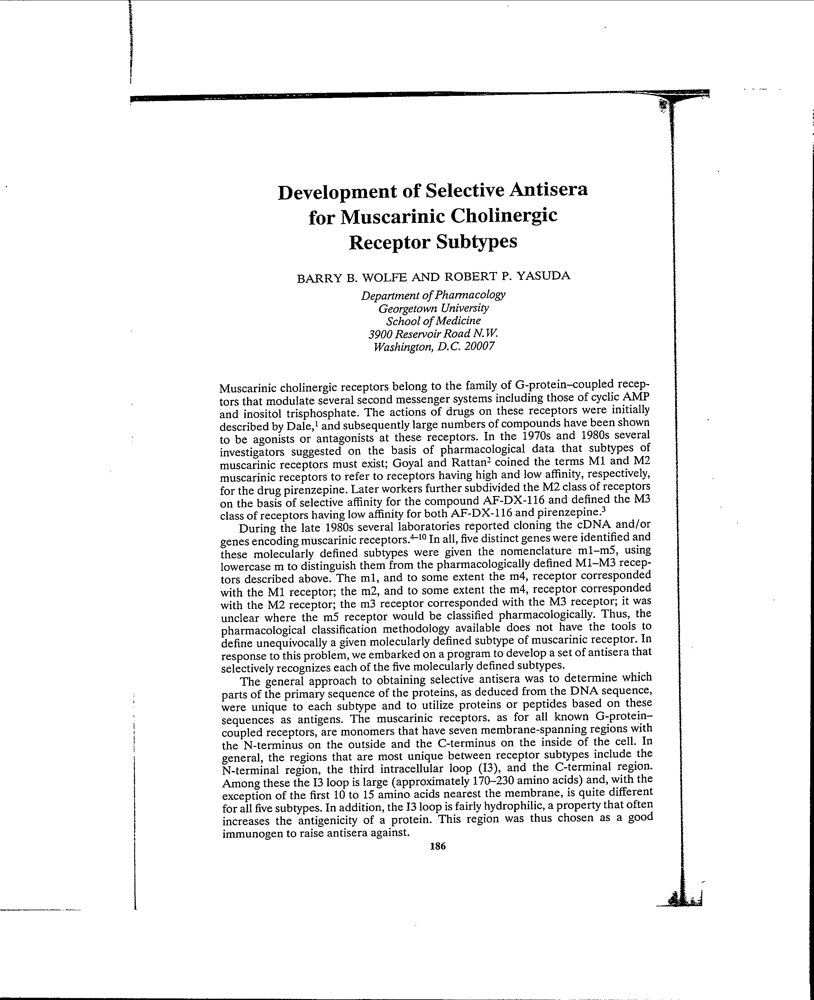 Development of Selective Antisera
for Muscarinic Cholinergic
Receptor Subtypes
BARRY B. WOLFE AND ROBERT P. YASUDA
Department of Pharmacology
Georgetown University
School of Medicine
3900 Reservoir Road N.W.
Washington, D.C. 20007
Muscarinic cholinergic receptors belong to the family of G-protein–coupled recep-
tors that modulate several second messenger systems including those of cyclic AMP
and inositol trisphosphate. The actions of drugs on these receptors were initially
described by Dale,¹ and subsequently large numbers of compounds have been shown
to be agonists or antagonists at these receptors. In the 1970s and 1980s several
investigators suggested on the basis of pharmacological data that subtypes of
muscarinic receptors must exist; Goyal and Rattan² coined the terms M1 and M2
muscarinic receptors to refer to receptors having high and low affinity, respectively,
for the drug pirenzepine. Later workers further subdivided the M2 class of receptors
on the basis of selective affinity for the compound AF-DX-116 and defined the M3
class of receptors having low affinity for both AF-DX-116 and pirenzepine.³
During the late 1980s several laboratories reported cloning the cDNA and/or
genes encoding muscarinic receptors.⁴⁻¹⁰ In all, five distinct genes were identified and
these molecularly defined subtypes were given the nomenclature m1–m5, using
lowercase m to distinguish them from the pharmacologically defined M1–M3 recep-
tors described above. The m1, and to some extent the m4, receptor corresponded
with the M1 receptor; the m2, and to some extent the m4, receptor corresponded
with the M2 receptor; the m3 receptor corresponded with the M3 receptor; it was
unclear where the m5 receptor would be classified pharmacologically. Thus, the
pharmacological classification methodology available does not have the tools to
define unequivocally a given molecularly defined subtype of muscarinic receptor. In
response to this problem, we embarked on a program to develop a set of antisera that
selectively recognizes each of the five molecularly defined subtypes.
The general approach to obtaining selective antisera was to determine which
parts of the primary sequence of the proteins, as deduced from the DNA sequence,
were unique to each subtype and to utilize proteins or peptides based on these
sequences as antigens. The muscarinic receptors, as for all known G-protein–
coupled receptors, are monomers that have seven membrane-spanning regions with
the N-terminus on the outside and the C-terminus on the inside of the cell. In
general, the regions that are most unique between receptor subtypes include the
N-terminal region, the third intracellular loop (I3), and the C-terminal region.
Among these the I3 loop is large (approximately 170–230 amino acids) and, with the
exception of the first 10 to 15 amino acids nearest the membrane, is quite different
for all five subtypes. In addition, the I3 loop is fairly hydrophilic, a property that often
increases the antigenicity of a protein. This region was thus chosen as a good
immunogen to raise antisera against.
186